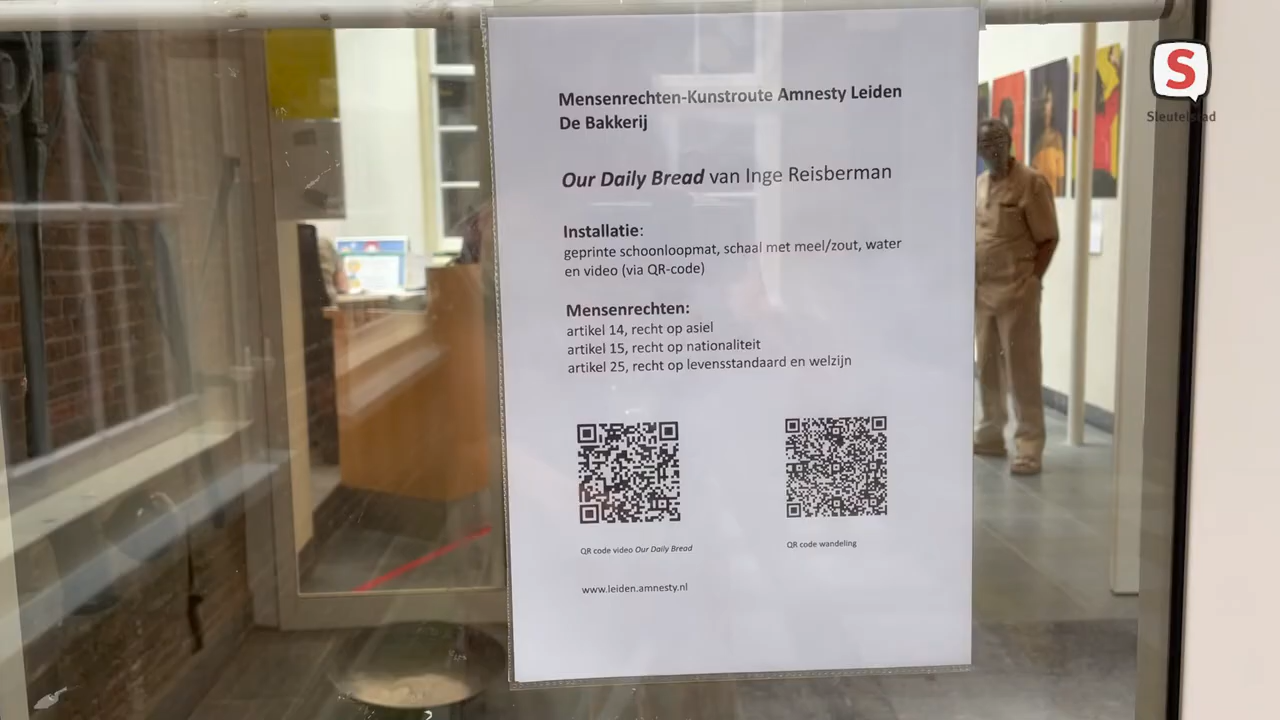 Mensenrechten-Kunstroute Amnesty Leiden
De Bakkerij
Our Daily Bread van Inge Reisberman
Installatie:
geprinte schoonloopmat, schaal met meel/zout, water
en video (via QR-code)
Mensenrechten:
artikel 14, recht op asiel
artikel 15, recht op nationaliteit
artikel 25, recht op levensstandaard en welzijn
QR code video Our Daily Bread
QR code wandeling
www.leiden.amnesty.nl
S
Sleutelstad